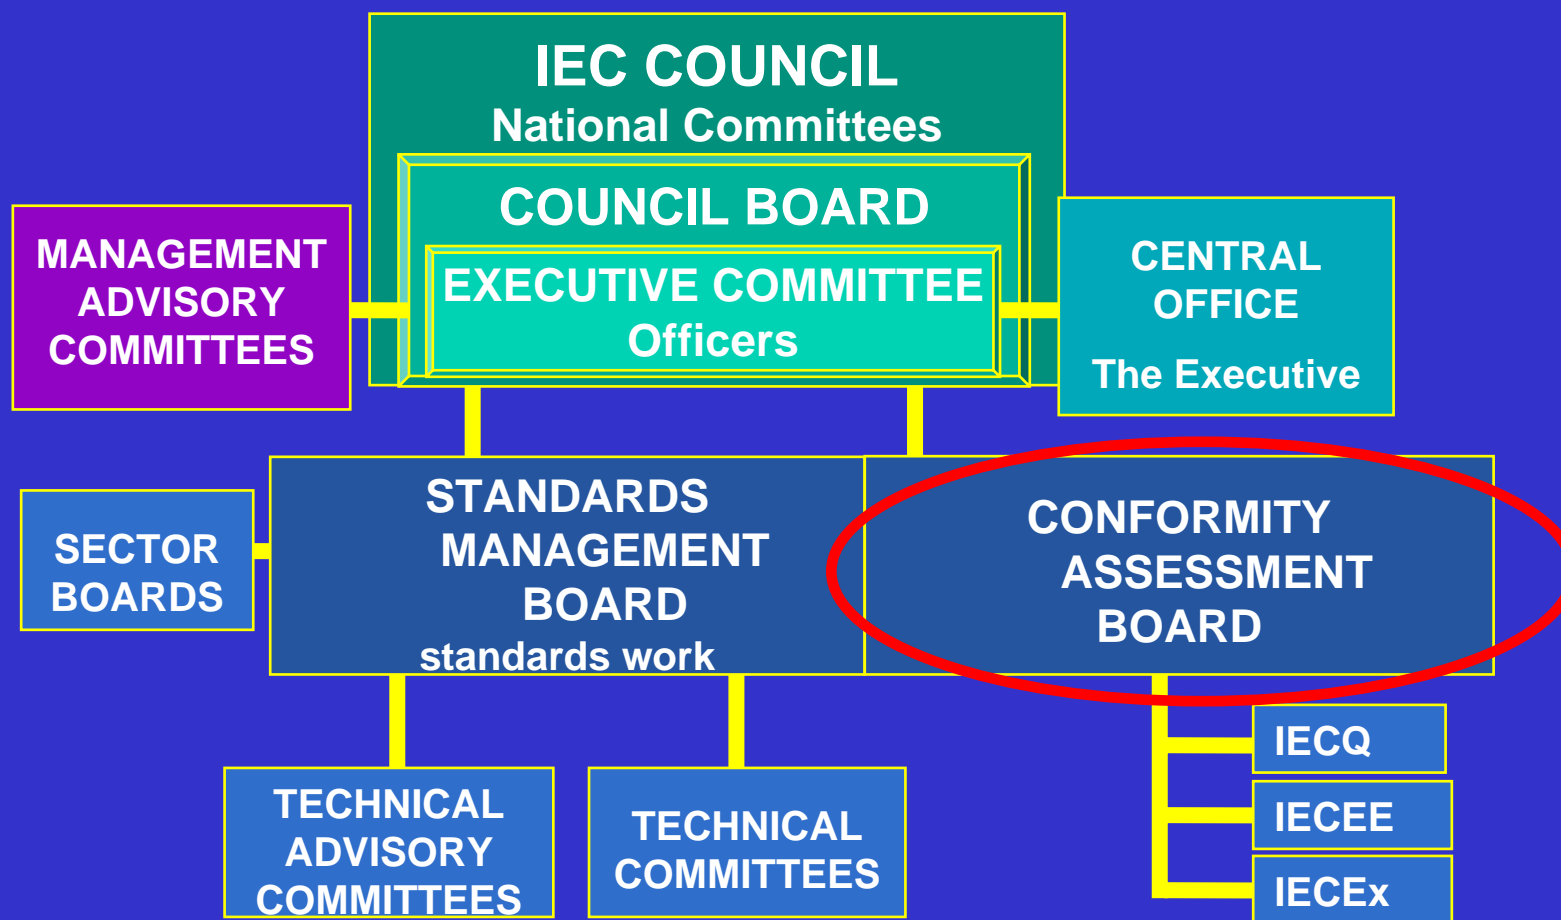 IEC COUNCIL
National Committees
COUNCIL BOARD
EXECUTIVE COMMITTEE
Officers
MANAGEMENT
ADVISORY
COMMITTEES
CENTRAL
OFFICE
The Executive
SECTOR
BOARDS
STANDARDS
MANAGEMENT
BOARD
standards work
CONFORMITY
ASSESSMENT
BOARD
TECHNICAL
ADVISORY
COMMITTEES
TECHNICAL
COMMITTEES
IECQ
IECEE
IECEx